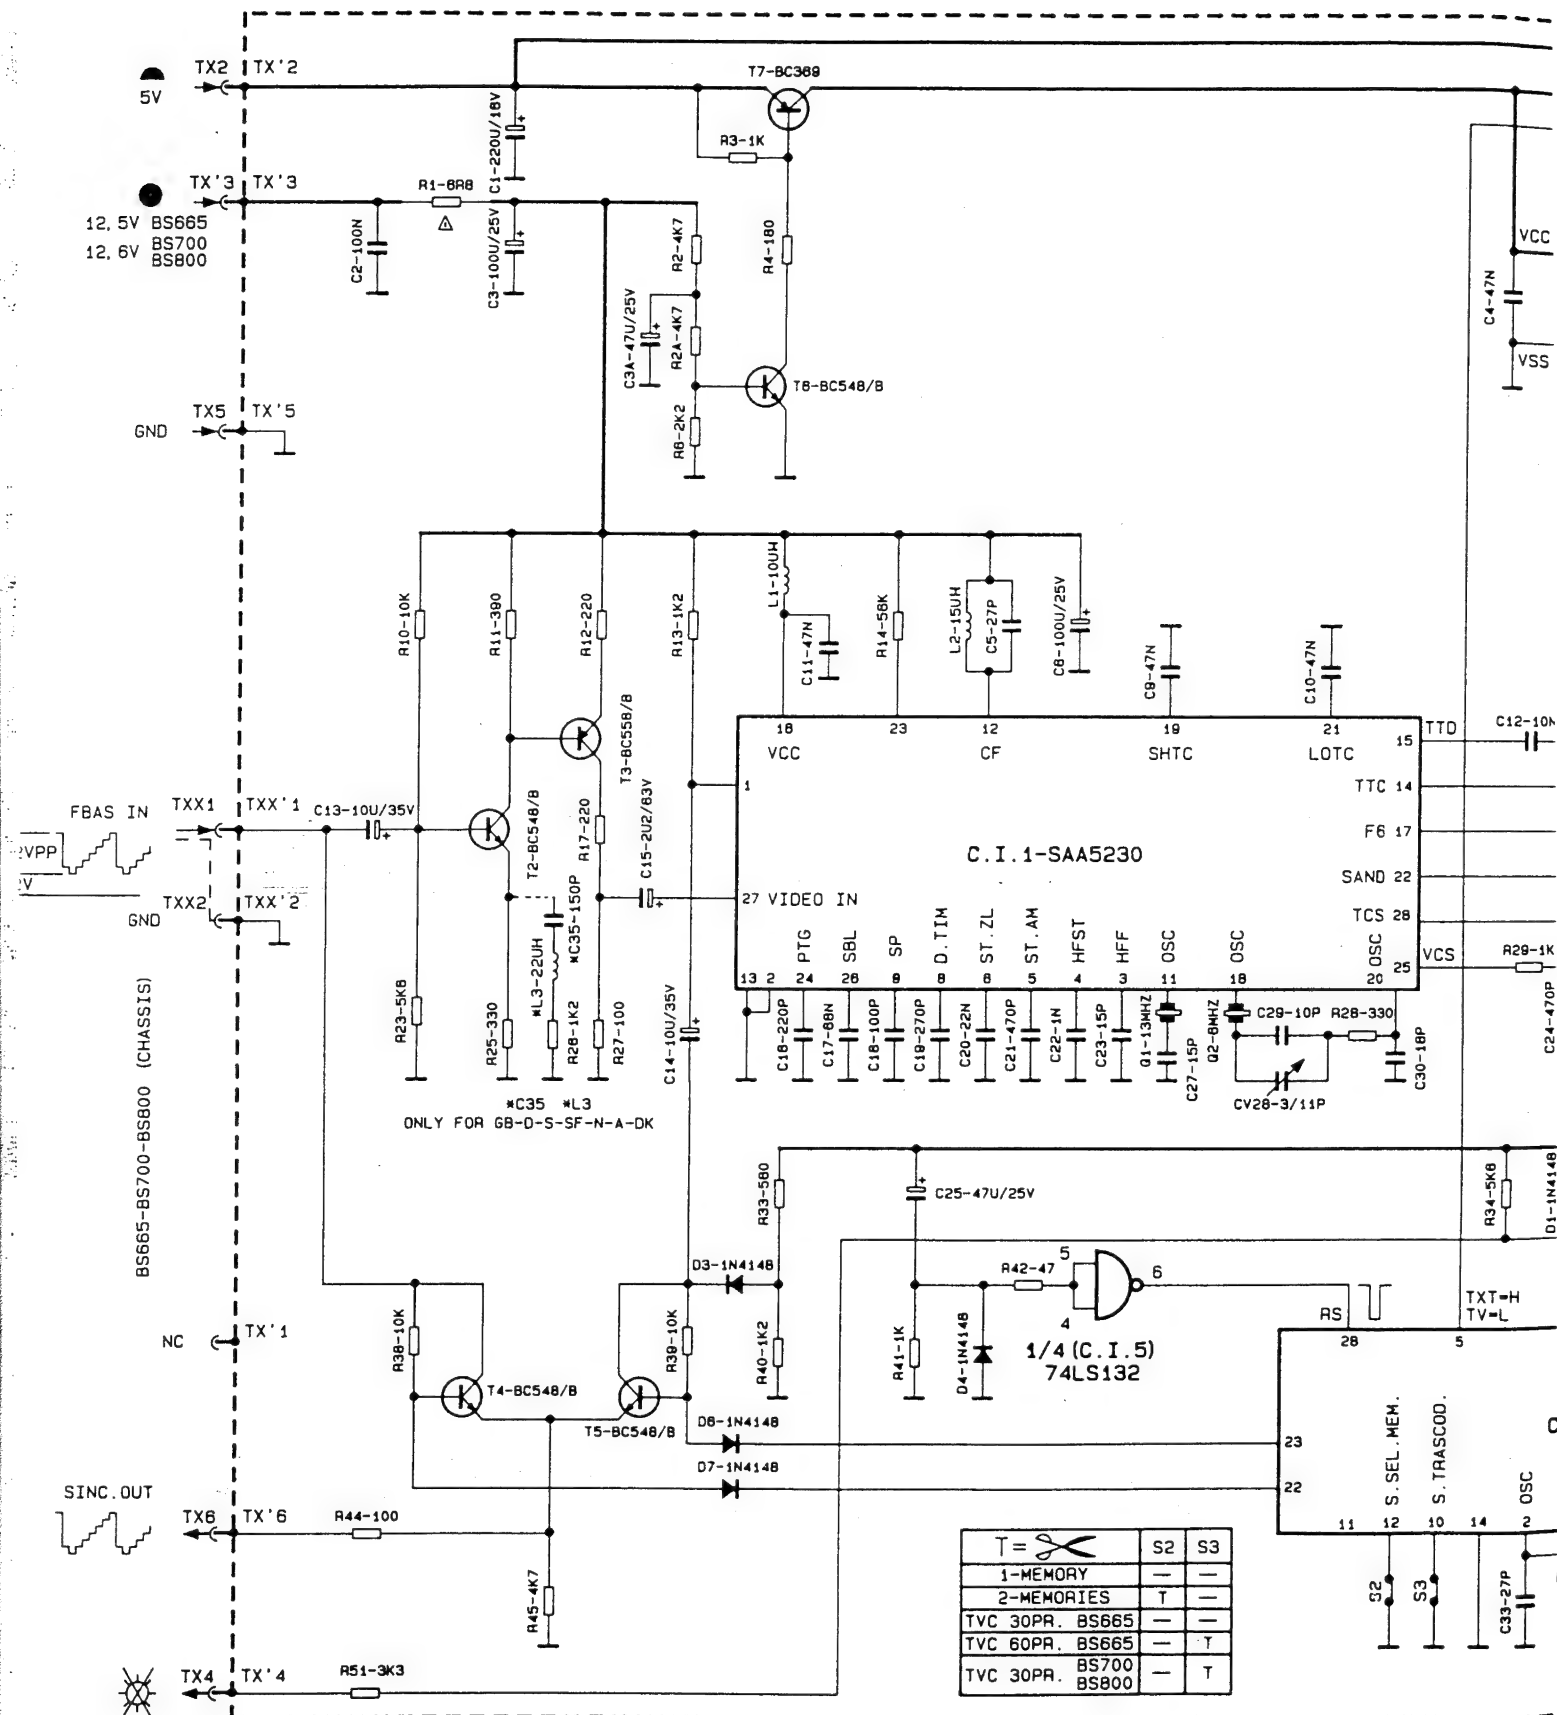 TX2 TX'2
5V
T7-BC369
C1-220U/16V
R3-1K
TX'3 TX'3
12,5V BS665
12,6V BS700
BS800
R1-6R8
C2-100N
C3-100U/25V
R2-4K7
R4-180
C3A-47U/25V
R2A-4K7
T6-BC548/B
R6-2K2
VCC
C4-47N
VSS
TX5 TX'5
GND
R10-10K
R11-390
R12-220
R13-1K2
L1-10UH
C11-47N
R14-56K
L2-15UH
C5-27P
C6-100U/25V
C9-47N
C10-47N
T3-BC558/B
18
VCC
23
12
CF
19
SHTC
21
LOTC
15 TTD
C12-10N
1
TTC 14
F6 17
C.I.1-SAA5230
SAND 22
27 VIDEO IN
TCS 28
25 VCS
R29-1K
FBAS IN
TXX1 TXX'1
C13-10U/35V
T2-BC548/B
R17-220
C15-2U2/63V
VPP
V
TXX2 TXX'2
GND
*C35-150P
*L3-22UH
R23-5K6
R25-330
R28-1K2
R27-100
C14-10U/35V
PTG
SBL
SP
D.TIM
ST.ZL
ST.AM
HFST
HFF
OSC
OSC
OSC
13 2 24 26 9 8 6 5 4 3 11 18 20
C16-220P
C17-68N
C18-100P
C19-270P
C20-22N
C21-470P
C22-1N
C23-15P
Q1-13MHZ
C27-15P
Q2-6MHZ
C29-10P
R28-330
CV28-3/11P
C30-18P
C24-470P
*C35 *L3
ONLY FOR GB-D-S-SF-N-A-DK
BS665-BS700-BS800 (CHASSIS)
R33-560
C25-47U/25V
R34-5K6
D1-1N4148
D3-1N4148
R42-47
5
4
6
1/4(C.I.5)
74LS132
RS
TXT=H
TV=L
28
5
NC
TX'1
R38-10K
R39-10K
R40-1K2
R41-1K
D4-1N4148
T4-BC548/B
T5-BC548/B
D6-1N4148
D7-1N4148
23
22
S.SEL.MEM.
S.TRASCOD.
OSC
11 12 10 14 2
SINC.OUT
TX6 TX'6
R44-100
R45-4K7
S2
S3
C33-27P
T= S2 S3
1-MEMORY — —
2-MEMORIES T —
TVC 30PR. BS665 — —
TVC 60PR. BS665 — T
TVC 30PR. BS700 BS800 — T
TX4 TX'4
R51-3K3